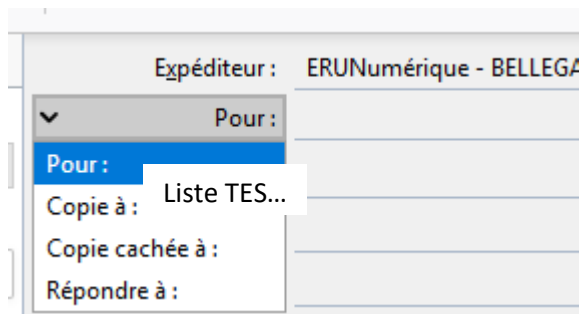 Expéditeur : ERUNumérique - BELLEGA
Pour :
Pour :
Liste TES...
Copie à :
Copie cachée à :
Répondre à :